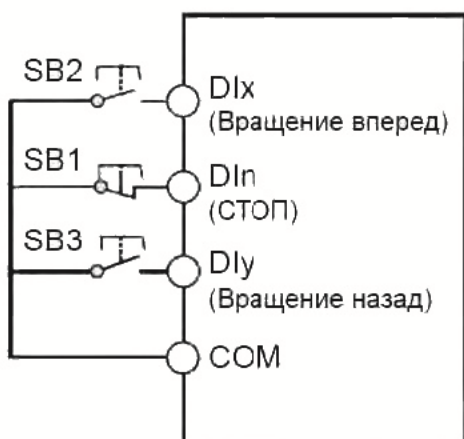 SB2
DIx
(Вращение вперед)
SB1
DIn
(СТОП)
SB3
DIy
(Вращение назад)
COM